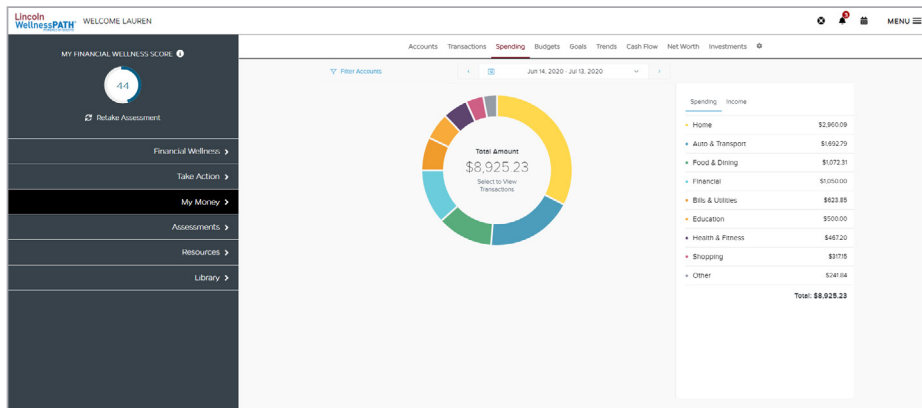 Lincoln
WellnessPATH® WELCOME LAUREN
3
MENU
MY FINANCIAL WELLNESS SCORE
44
Retake Assessment
Financial Wellness
Take Action
My Money
Assessments
Resources
Library
Accounts Transactions Spending Budgets Goals Trends Cash Flow Net Worth Investments
Filter Accounts
Jun 14, 2020 - Jul 13, 2020
Total Amount
$8,925.23
Select to View
Transactions
Spending Income
Home $2,960.09
Auto & Transport $1,692.79
Food & Dining $1,072.31
Financial $1,050.00
Bills & Utilities $623.85
Education $500.00
Health & Fitness $467.20
Shopping $317.15
Other $241.84
Total: $8,925.23